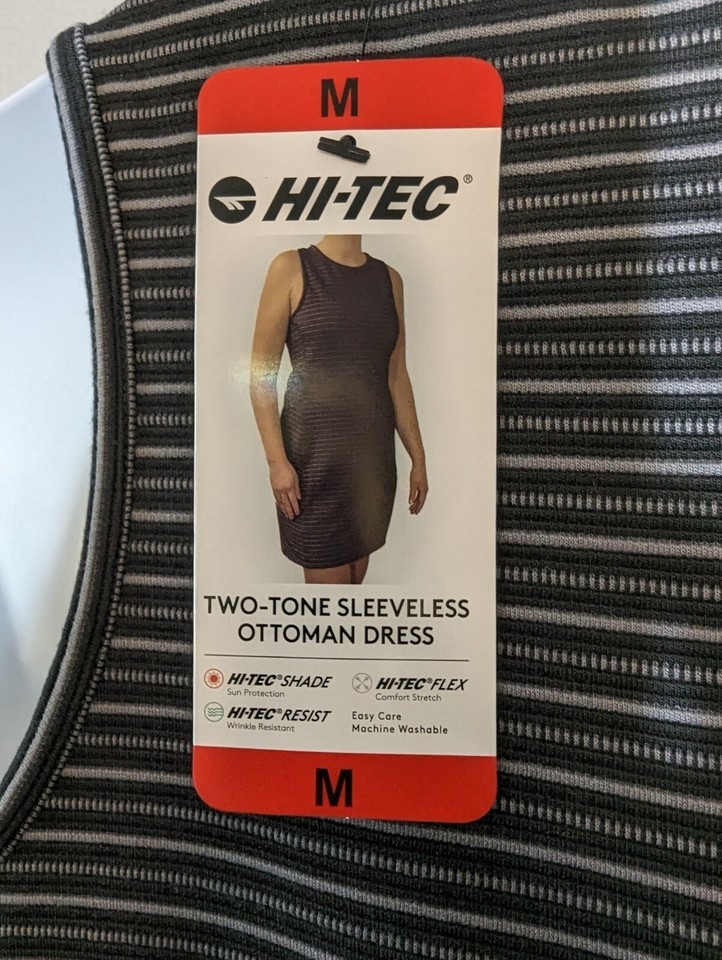 M
HI-TEC®
TWO-TONE SLEEVELESS
OTTOMAN DRESS
HI-TEC® SHADE
Sun Protection
HI-TEC® FLEX
Comfort Stretch
HI-TEC® RESIST
Wrinkle Resistant
Easy Care
Machine Washable
M